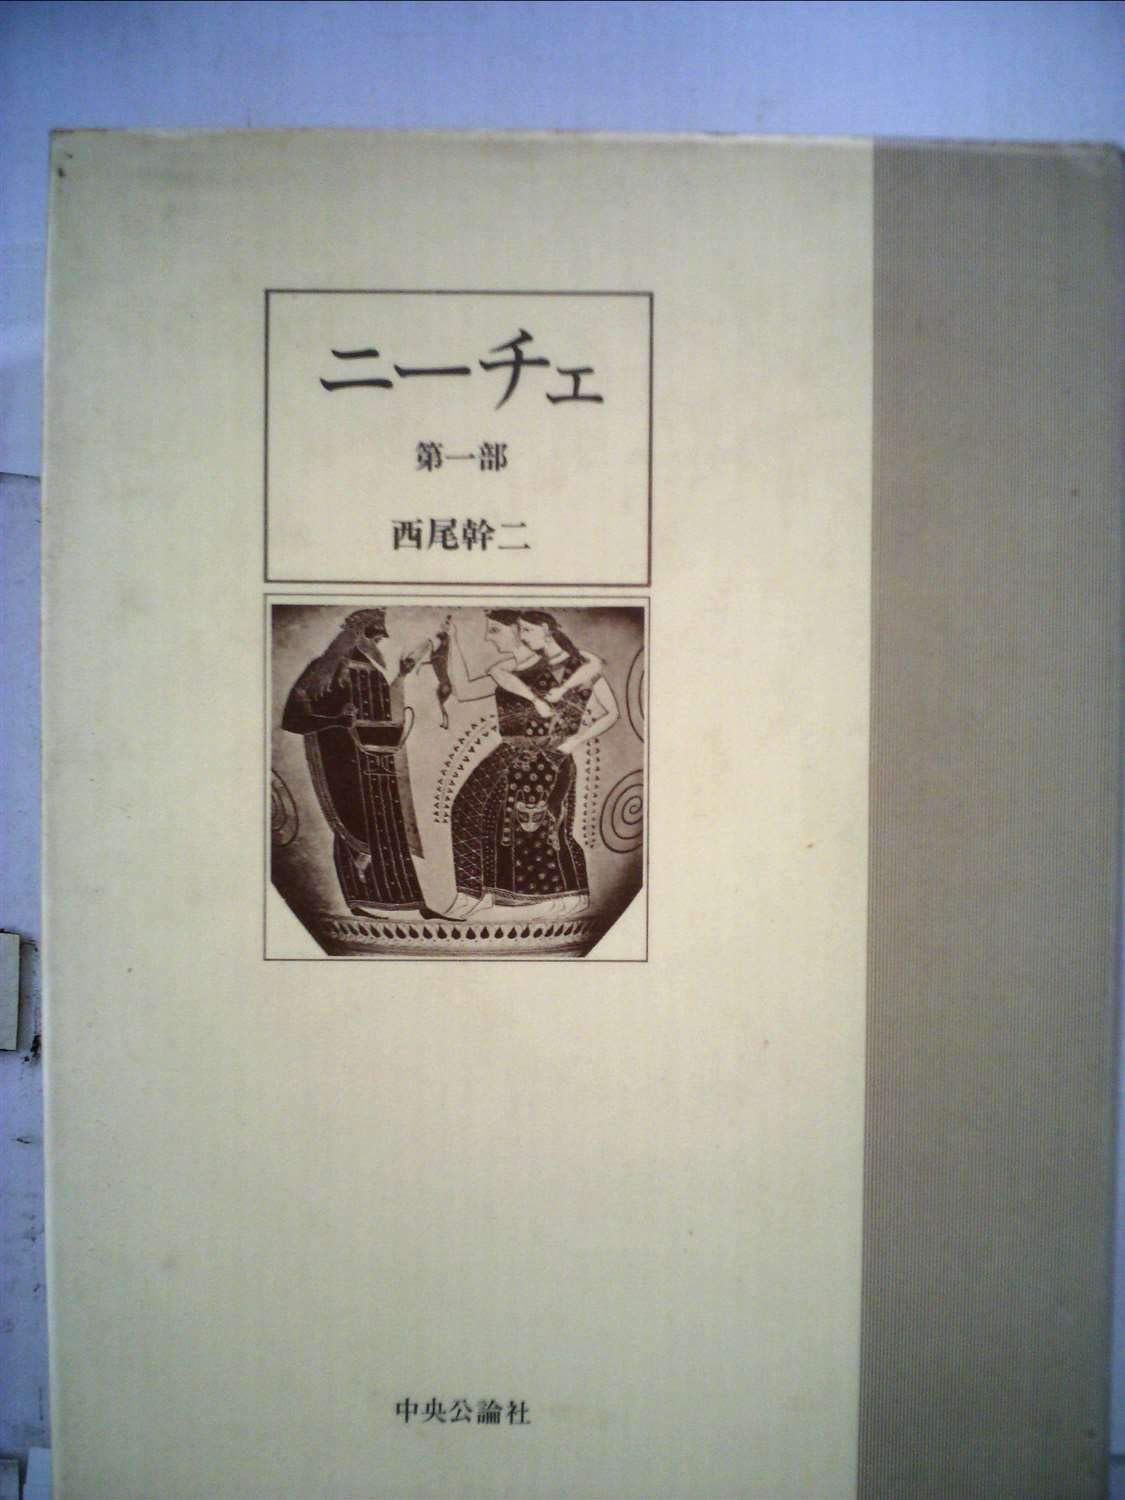 ニーチェ
第一部
西尾幹二
中央公論社